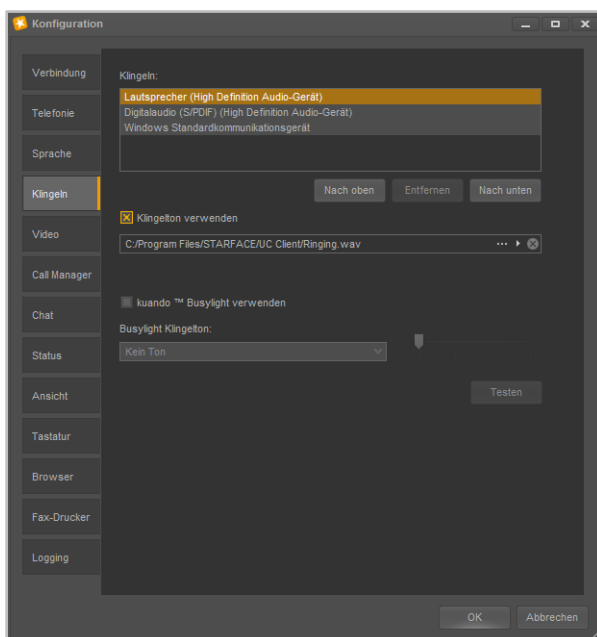 Konfiguration
Verbindung
Telefonie
Sprache
Klingeln
Video
Call Manager
Chat
Status
Ansicht
Tastatur
Browser
Fax-Drucker
Logging
Klingeln:
Lautsprecher (High Definition Audio-Gerät)
Digitalaudio (S/PDIF) (High Definition Audio-Gerät)
Windows Standardkommunikationsgerät
Nach oben Entfernen Nach unten
Klingelton verwenden
C:/Program Files/STARFACE/UC Client/Ringing.wav ...
kuando ™ Busylight verwenden
Busylight Klingelton:
Kein Ton
Testen
OK Abbrechen